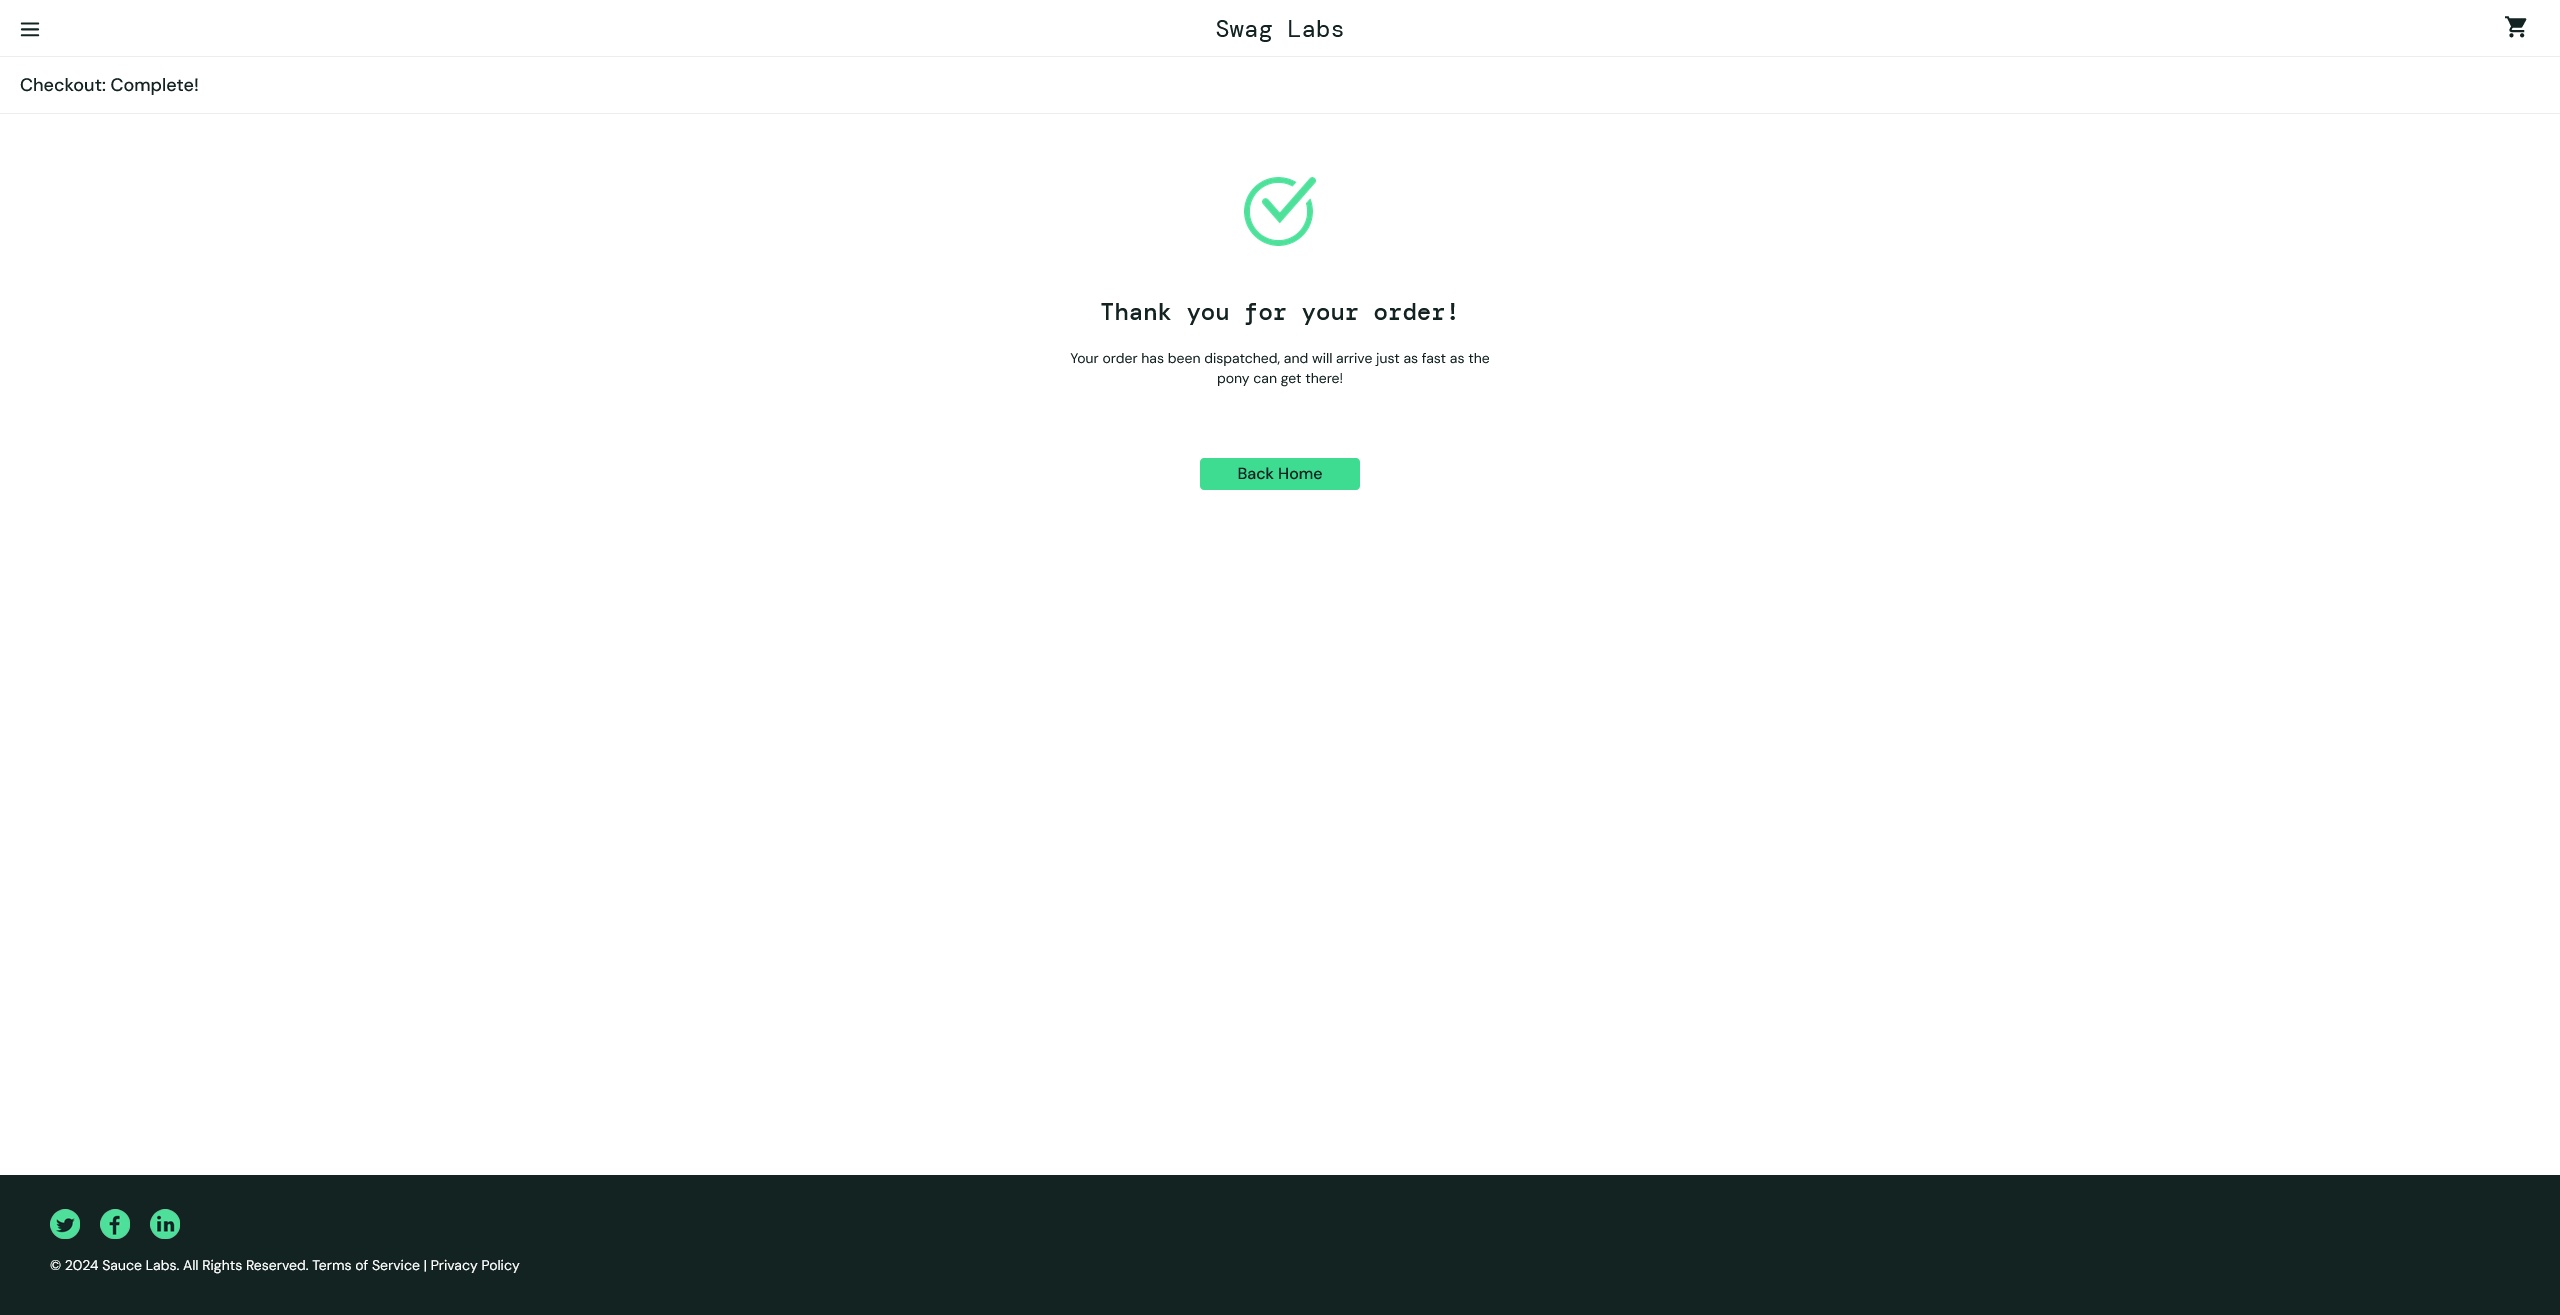 Swag Labs
Checkout: Complete!
Thank you for your order!
Your order has been dispatched, and will arrive just as fast as the
pony can get there!
Back Home
© 2024 Sauce Labs. All Rights Reserved. Terms of Service | Privacy Policy